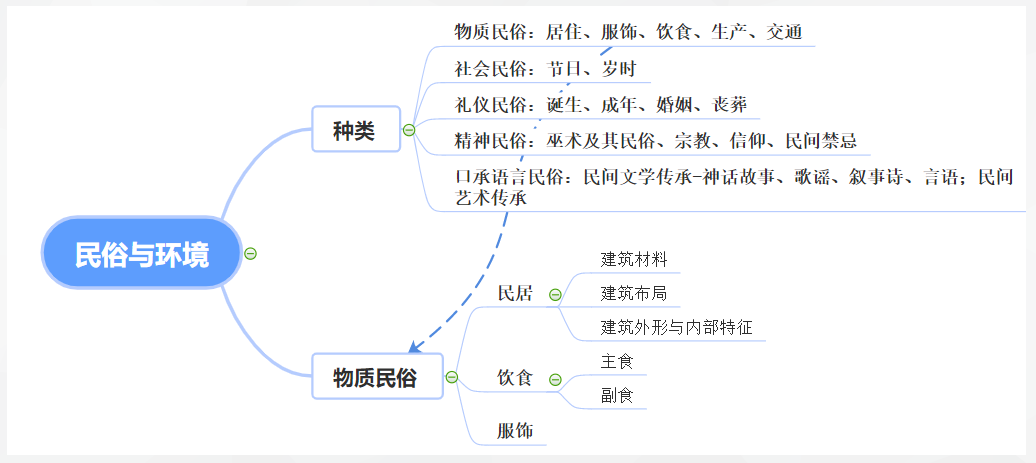 物质民俗：居住、服饰、饮食、生产、交通
社会民俗：节日、岁时
礼仪民俗：诞生、成年、婚姻、丧葬
种类
精神民俗：巫术及其民俗、宗教、信仰、民间禁忌
口承语言民俗：民间文学传承-神话故事、歌谣、叙事诗、言语；民间
艺术传承
民俗与环境
建筑材料
民居
建筑布局
建筑外形与内部特征
物质民俗
主食
饮食
副食
服饰